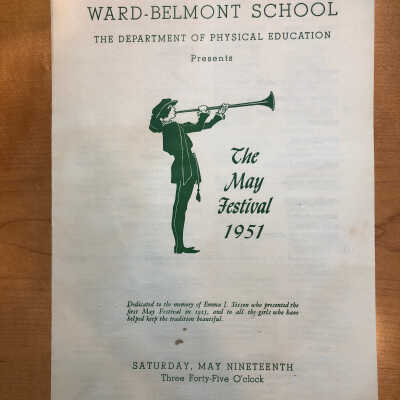 WARD-BELMONT SCHOOL
THE DEPARTMENT OF PHYSICAL EDUCATION
Presents
The
May
Festival
1951
Dedicated to the memory of Emma I. Sisson who presented the
first May Festival in 1913, and to all the girls who have
helped keep the tradition beautiful.
SATURDAY, MAY NINETEENTH
Three Forty-Five O'clock